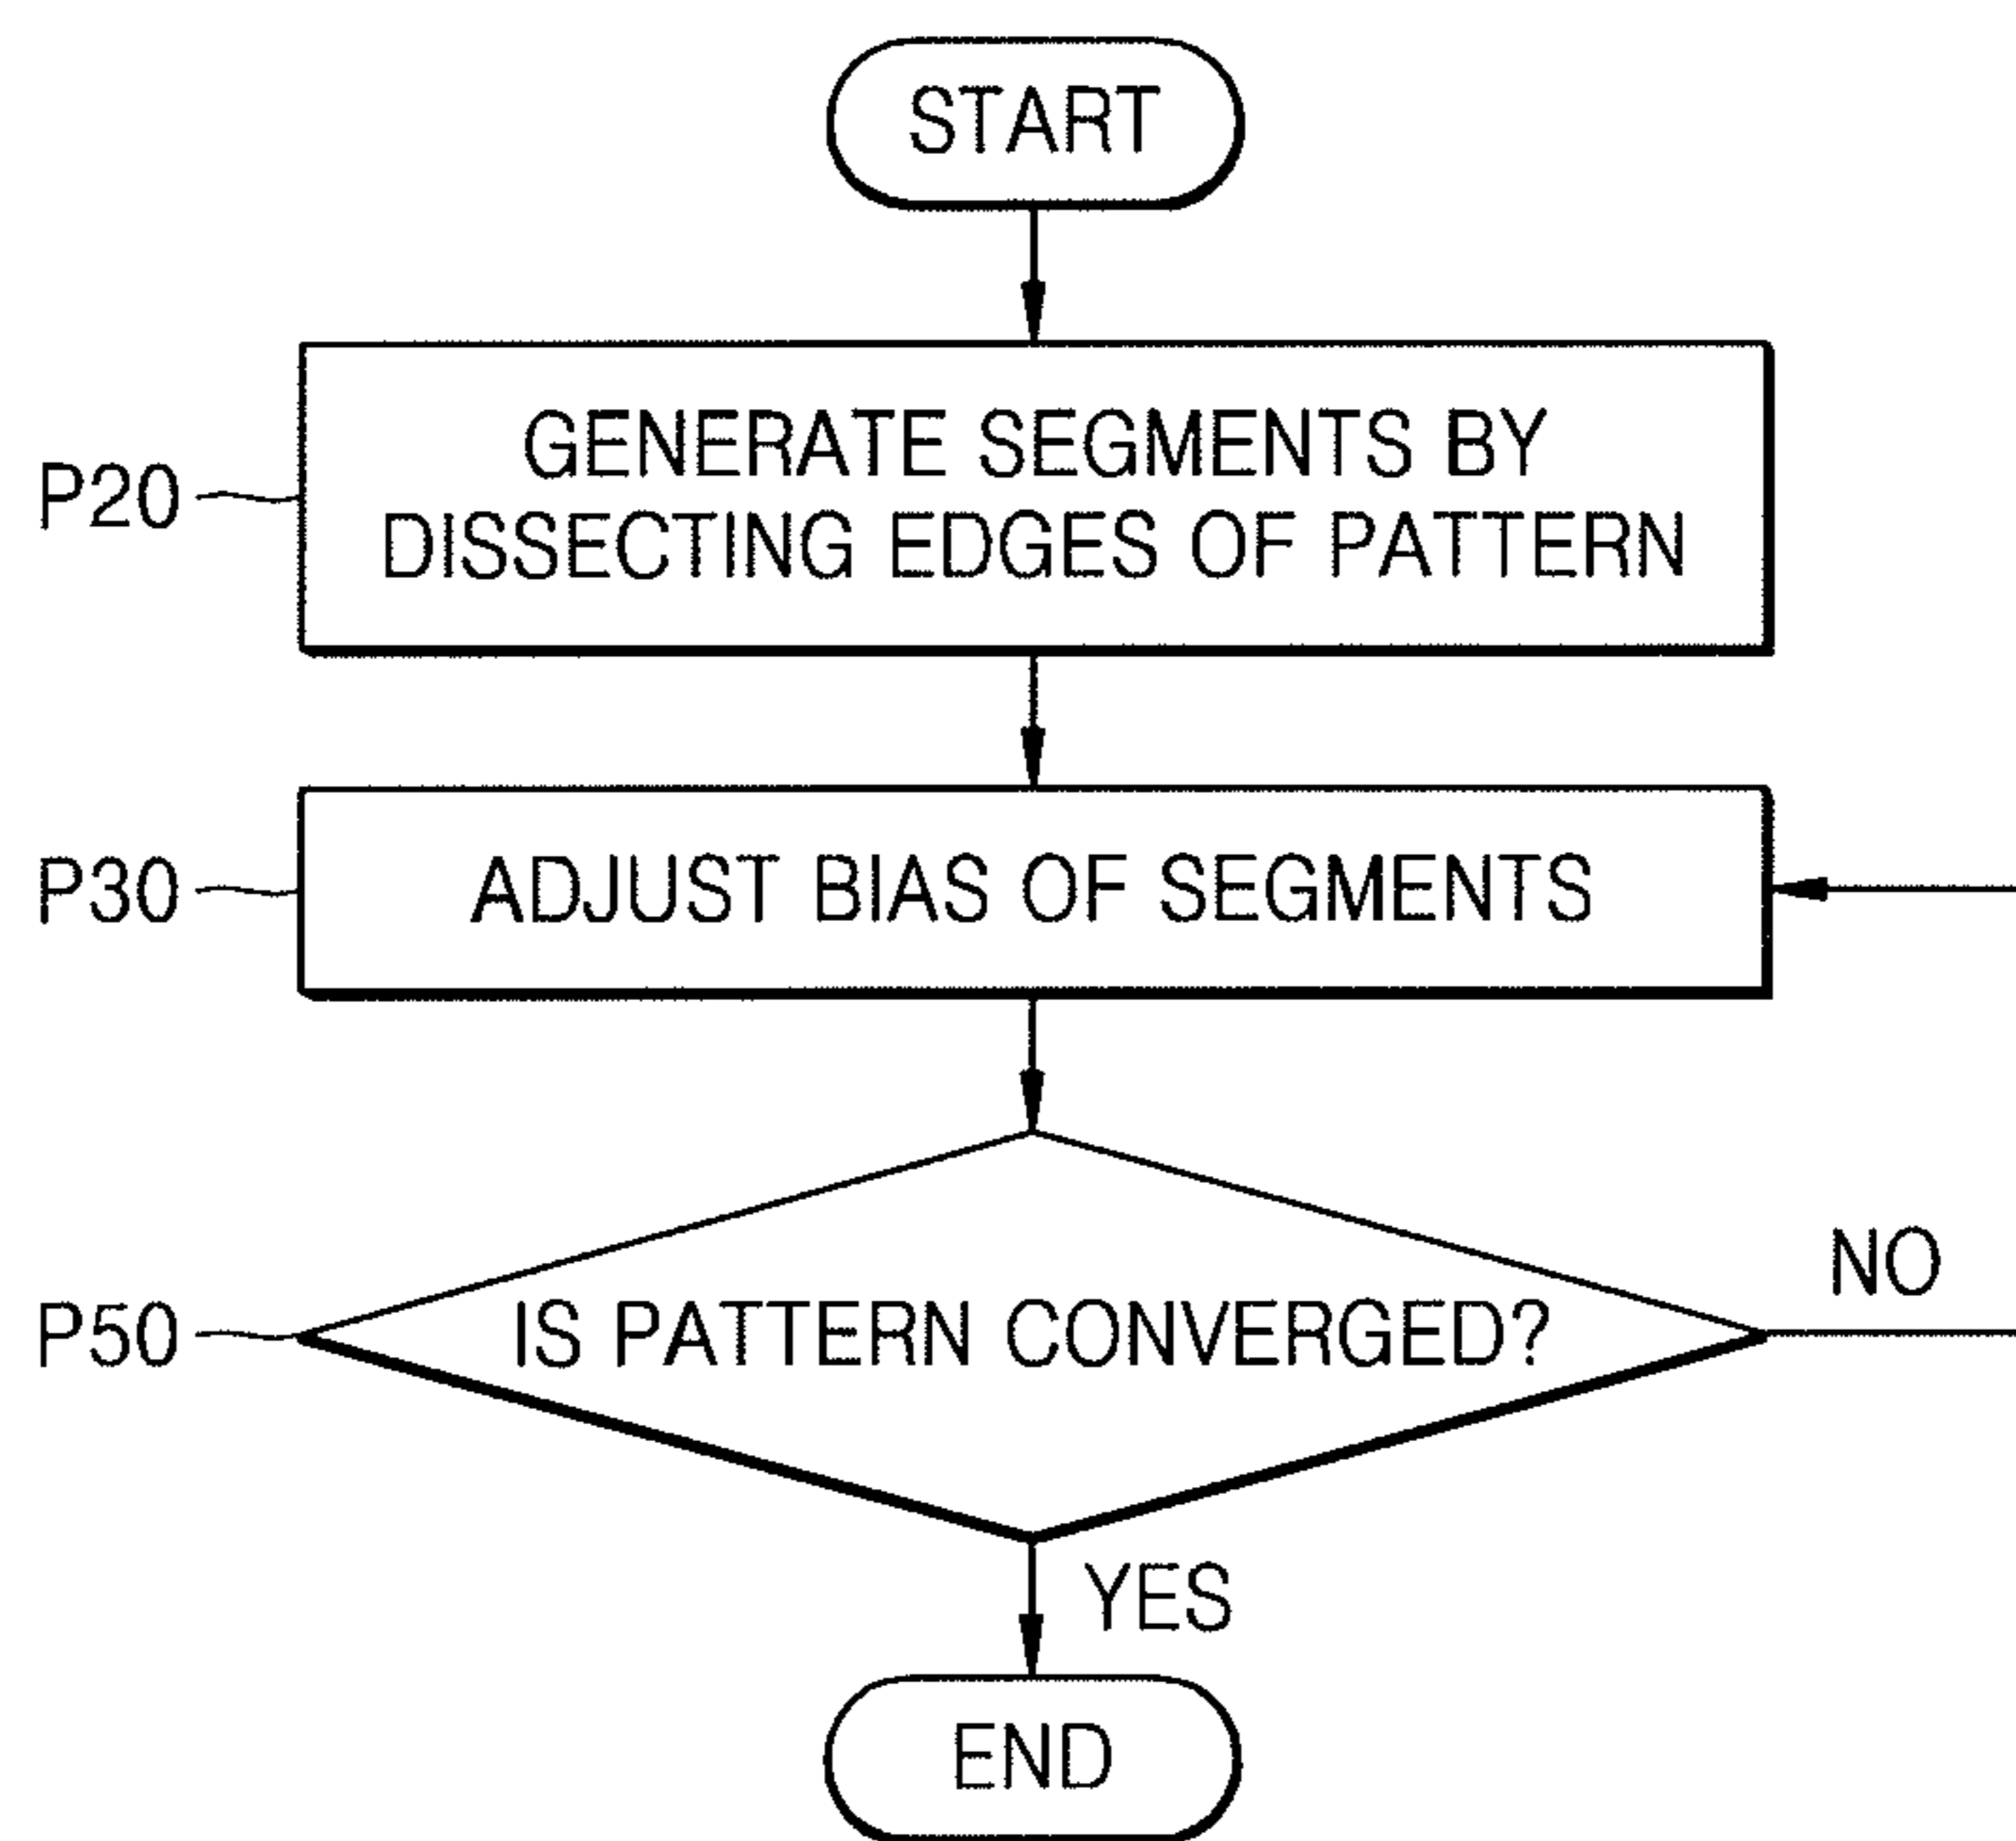 START
GENERATE SEGMENTS BY
P20
DISSECTING EDGES OF PATTERN
P30
ADJUST BIAS OF SEGMENTS
NO
P50
IS PATTERN CONVERGED?
YES
END